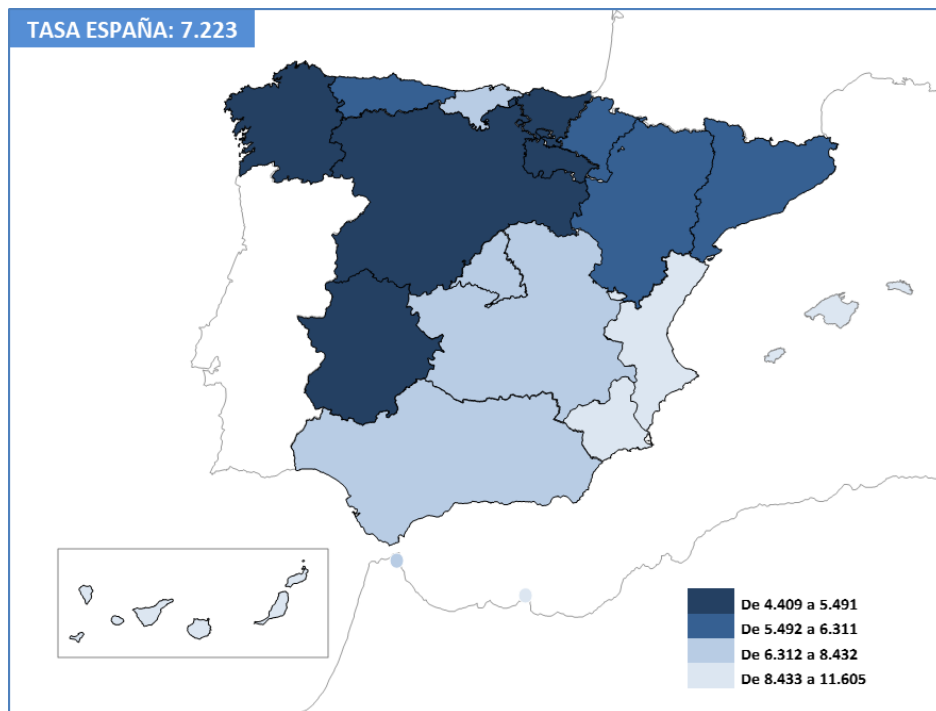 TASA ESPAÑA: 7.223
De 4.409 a 5.491
De 5.492 a 6.311
De 6.312 a 8.432
De 8.433 a 11.605